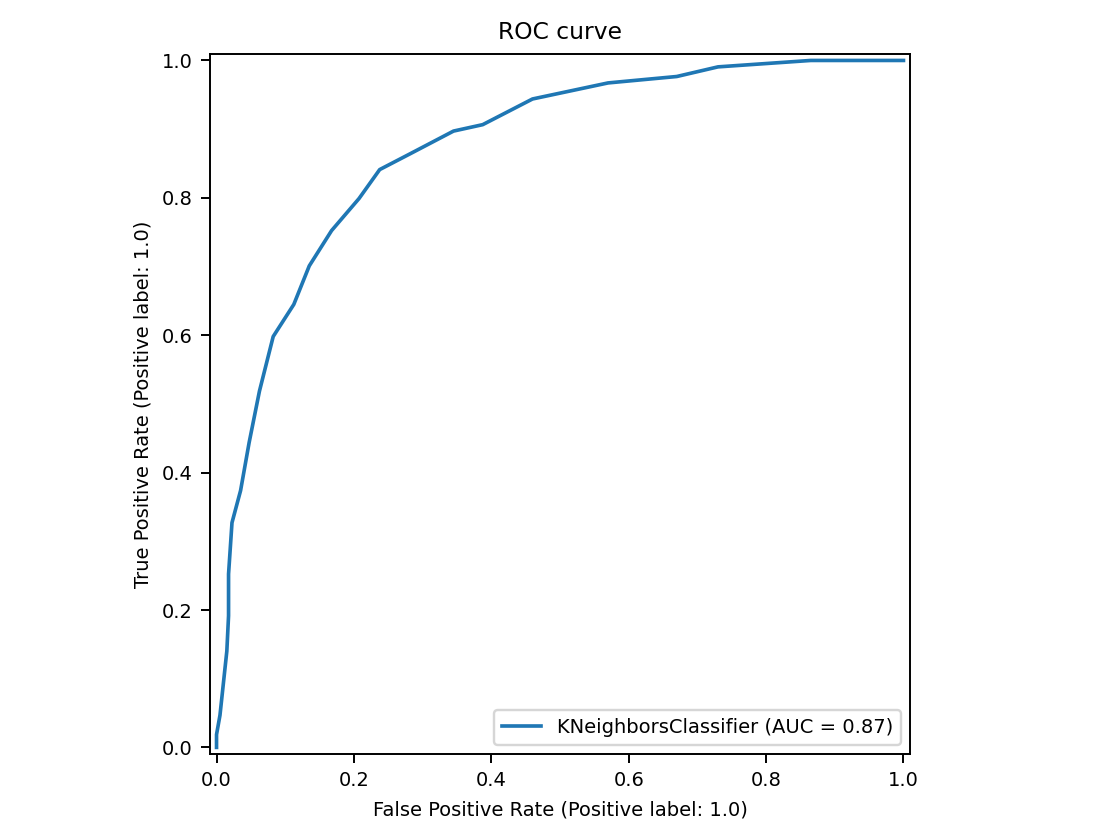 ROC curve
1.0
0.8
0.6
0.4
0.2
0.0
True Positive Rate (Positive label: 1.0)
KNeighborsClassifier (AUC = 0.87)
0.0 0.2 0.4 0.6 0.8 1.0
False Positive Rate (Positive label: 1.0)